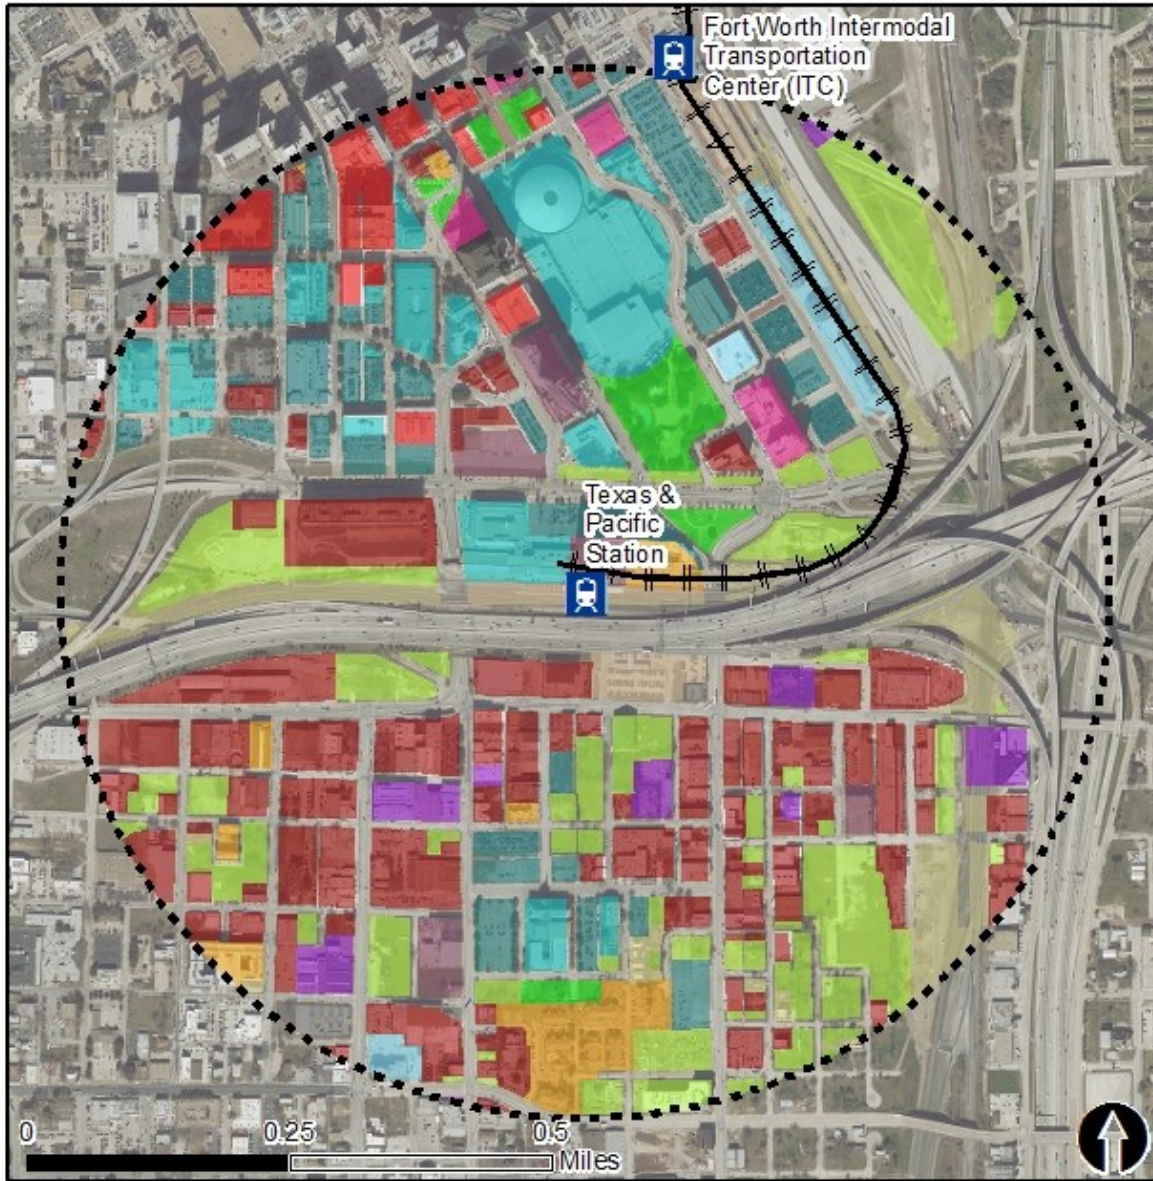 Fort Worth Intermodal
Transportation
Center (ITC)
Texas &
Pacific
Station
0 0.25 0.5
Miles